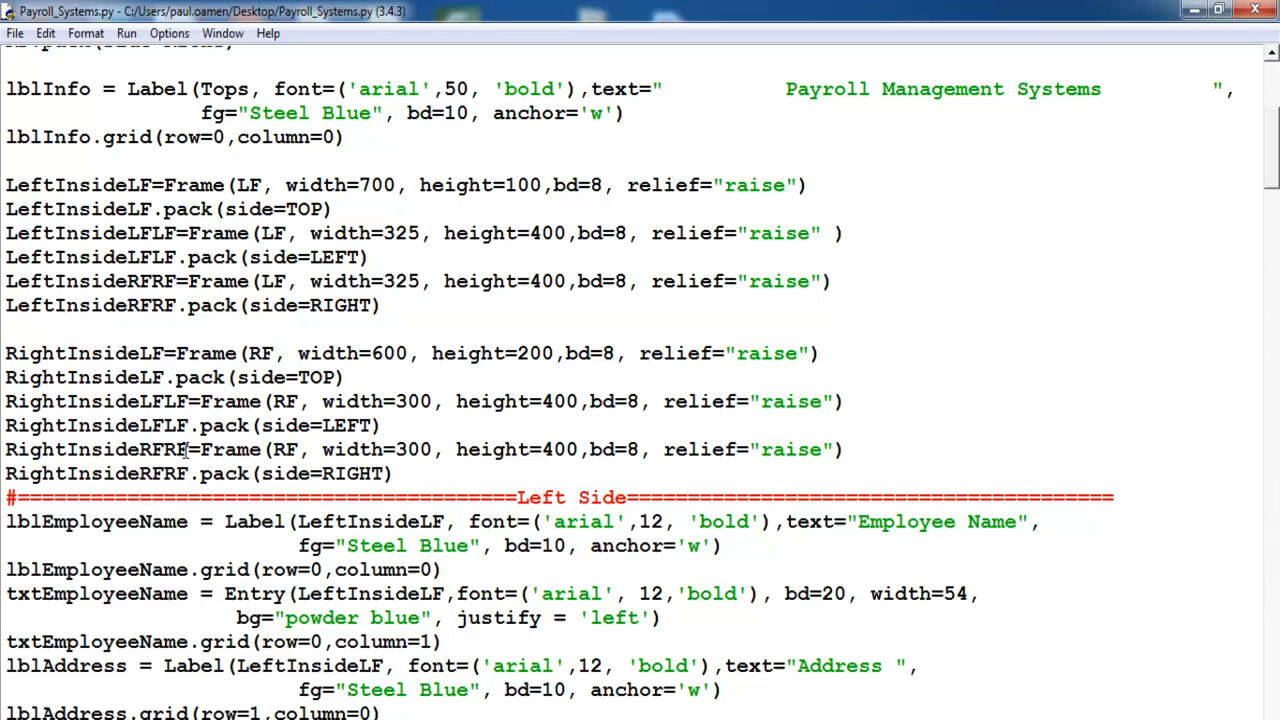 Payroll_Systems.py - C:/Users/paul.oamen/Desktop/Payroll_Systems.py (3.4.3)
File Edit Format Run Options Window Help
lblInfo = Label(Tops, font=('arial',50, 'bold'),text="          Payroll Management Systems         ",
                fg="Steel Blue", bd=10, anchor='w')
lblInfo.grid(row=0,column=0)
LeftInsideLF=Frame(LF, width=700, height=100,bd=8, relief="raise")
LeftInsideLF.pack(side=TOP)
LeftInsideLFLF=Frame(LF, width=325, height=400,bd=8, relief="raise" )
LeftInsideLFLF.pack(side=LEFT)
LeftInsideRFRF=Frame(LF, width=325, height=400,bd=8, relief="raise")
LeftInsideRFRF.pack(side=RIGHT)
RightInsideLF=Frame(RF, width=600, height=200,bd=8, relief="raise")
RightInsideLF.pack(side=TOP)
RightInsideLFLF=Frame(RF, width=300, height=400,bd=8, relief="raise")
RightInsideLFLF.pack(side=LEFT)
RightInsideRFRF=Frame(RF, width=300, height=400,bd=8, relief="raise")
RightInsideRFRF.pack(side=RIGHT)
#=========================================Left Side========================================
lblEmployeeName = Label(LeftInsideLF, font=('arial',12, 'bold'),text="Employee Name",
                        fg="Steel Blue", bd=10, anchor='w')
lblEmployeeName.grid(row=0,column=0)
txtEmployeeName = Entry(LeftInsideLF,font=('arial', 12,'bold'), bd=20, width=54,
                   bg="powder blue", justify = 'left')
txtEmployeeName.grid(row=0,column=1)
lblAddress = Label(LeftInsideLF, font=('arial',12, 'bold'),text="Address ",
                        fg="Steel Blue", bd=10, anchor='w')
lblAddress.grid(row=1,column=0)